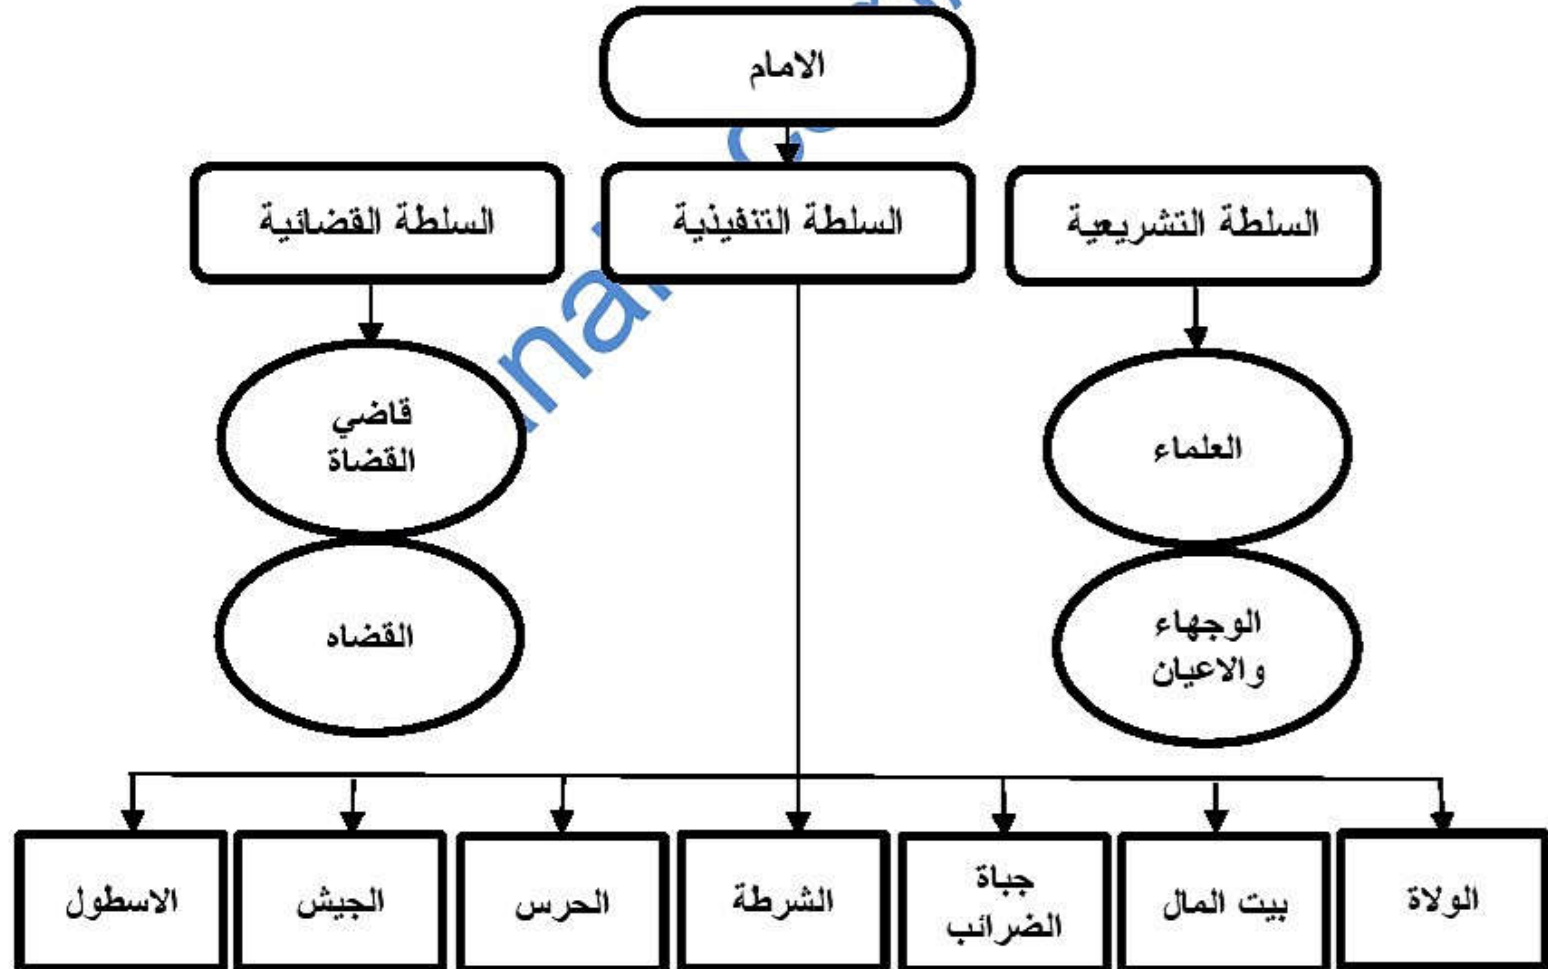 الامام
السلطة التشريعية
السلطة التنفيذية
السلطة القضائية
العلماء
الوجهاء
والاعيان
قاضي
القضاة
القضاه
الولاة
بيت المال
جباة
الضرائب
الشرطة
الحرس
الجيش
الاسطول